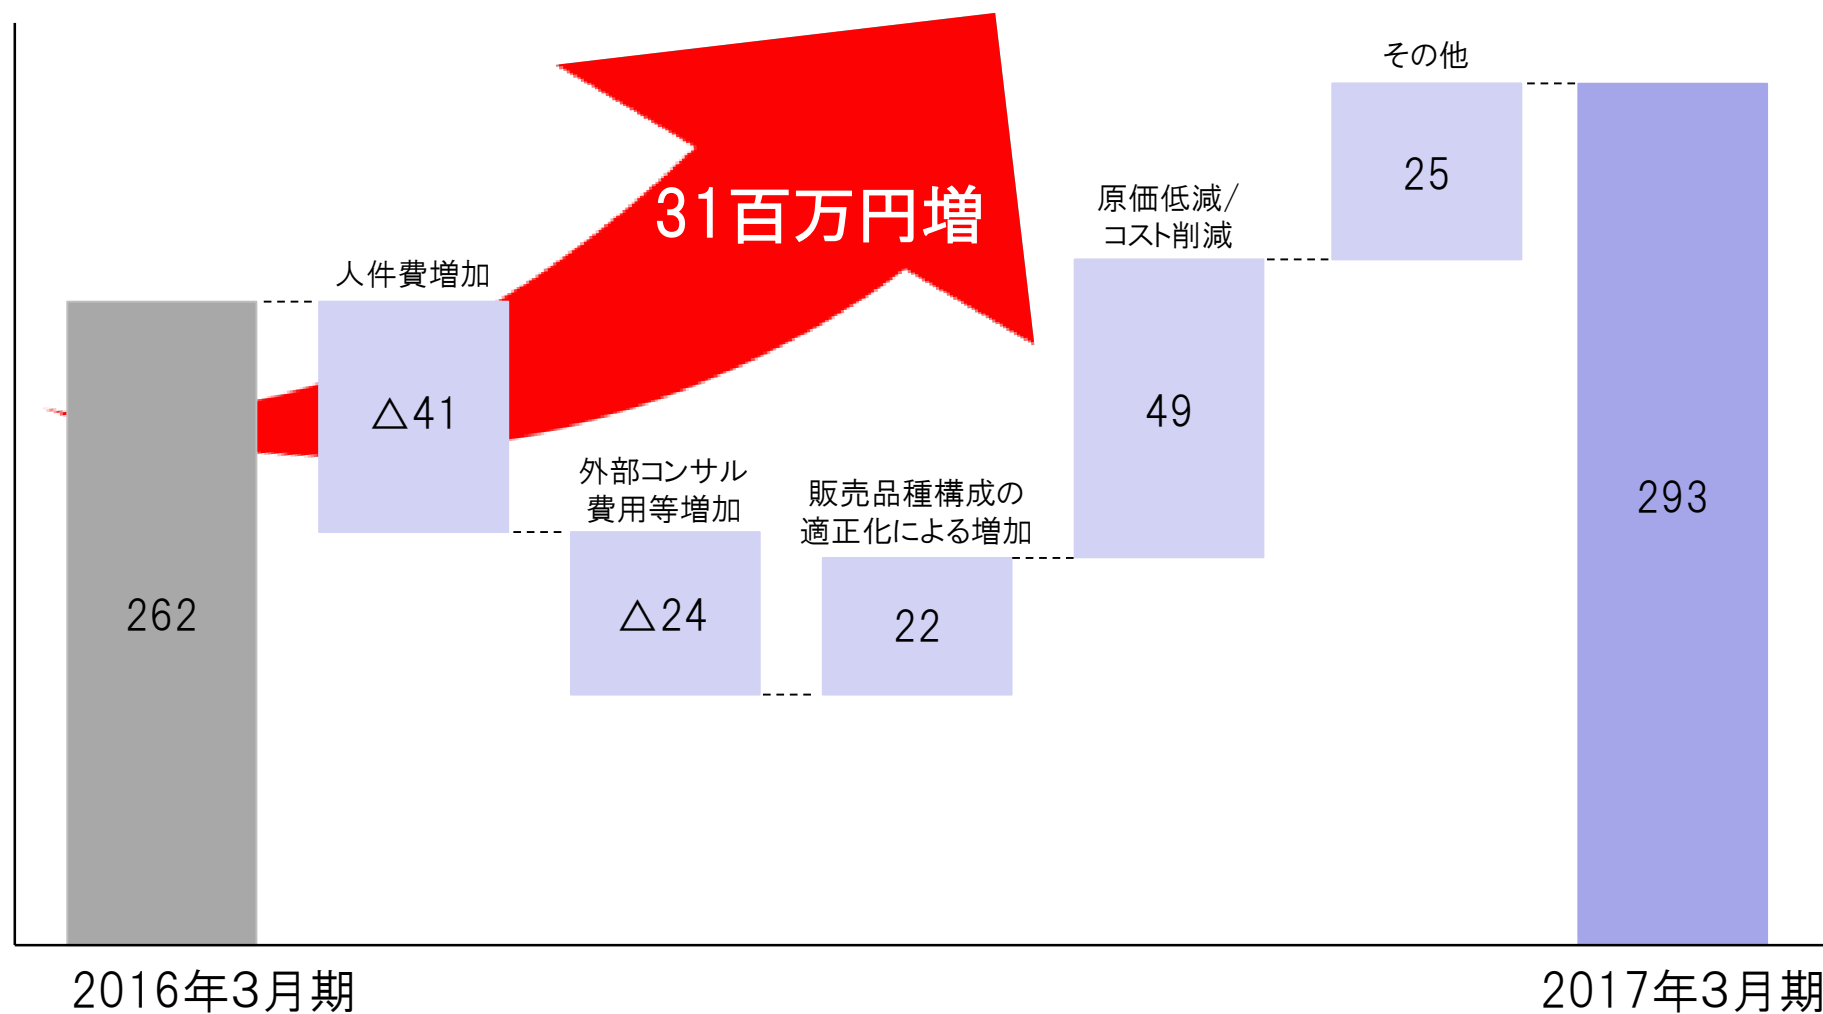 その他
25
31百万円増
原価低減/
コスト削減
人件費増加
△41
49
外部コンサル
費用等増加
販売品種構成の
適正化による増加
293
262
△24
22
2016年3月期
2017年3月期